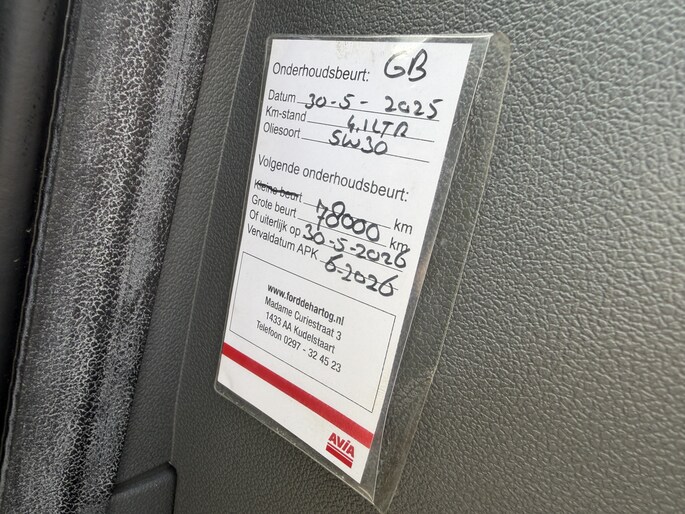 Onderhoudsbeurt: GB
Datum 30-5-2025
Km-stand 4.1LTR
Oliesoort 5W30
Volgende onderhoudsbeurt:
Kleine beurt km
Grote beurt 78000 km
Of uiterlijk op 30-5-2026
Vervaldatum APK 6-2026
www.forddehartog.nl
Madame Curiestraat 3
1433 AA Kudelstaart
Telefoon 0297 - 32 45 23
AVIA